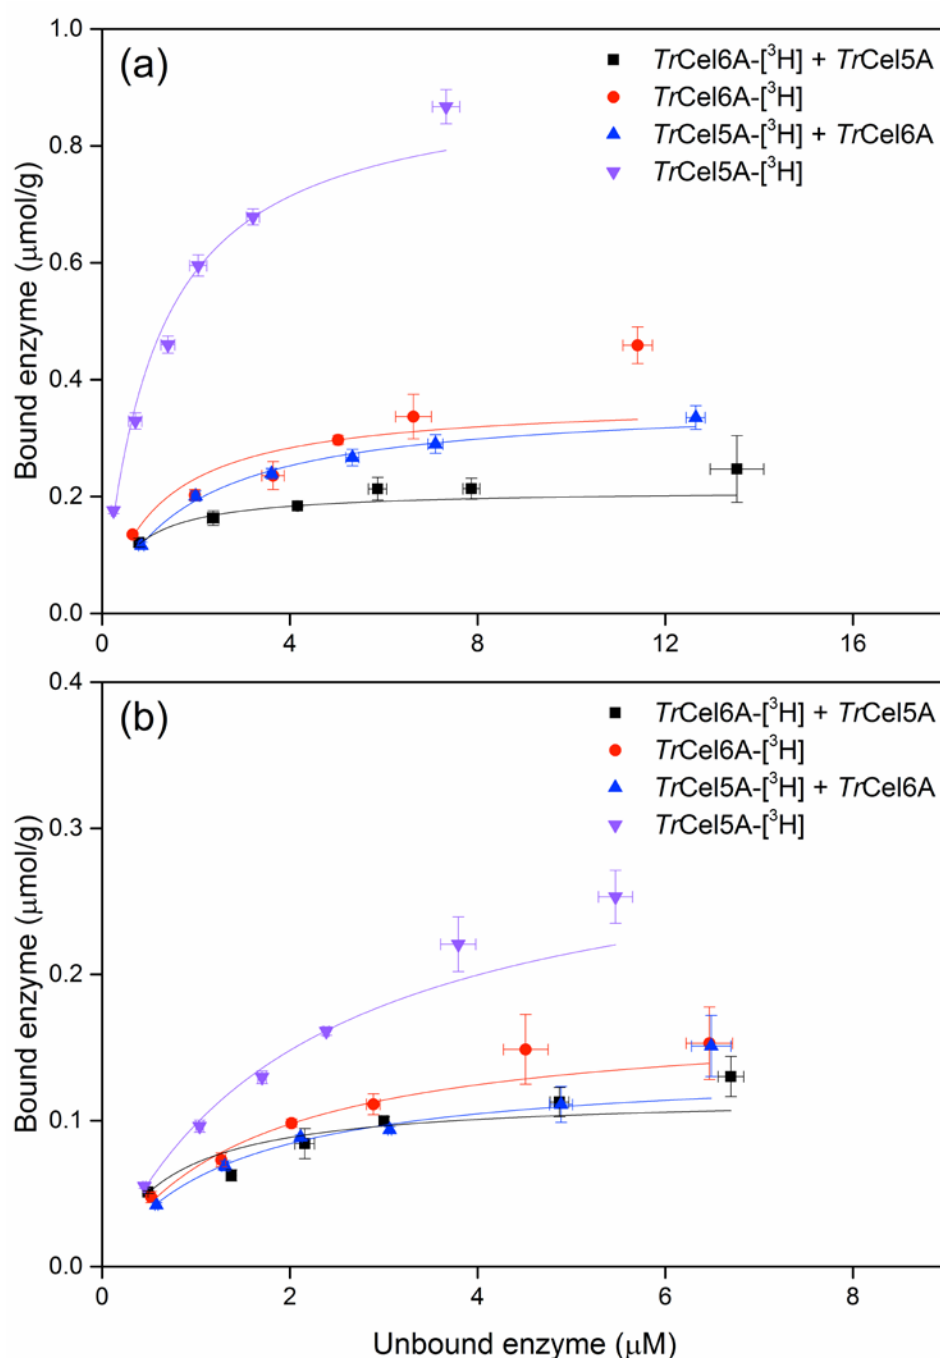 (a)
TrCel6A-[³H] + TrCel5A
TrCel6A-[³H]
TrCel5A-[³H] + TrCel6A
TrCel5A-[³H]
Bound enzyme (μmol/g)
1.0
0.8
0.6
0.4
0.2
0.0
0 4 8 12 16
(b)
TrCel6A-[³H] + TrCel5A
TrCel6A-[³H]
TrCel5A-[³H] + TrCel6A
TrCel5A-[³H]
Bound enzyme (μmol/g)
0.4
0.3
0.2
0.1
0.0
0 2 4 6 8
Unbound enzyme (μM)